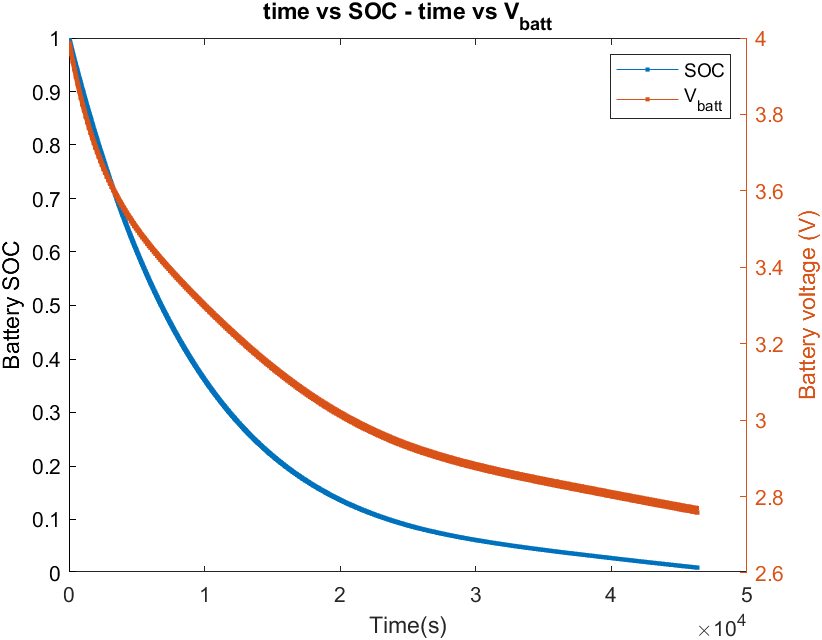 time vs SOC - time vs V_batt
SOC
V_batt
Battery SOC
1
0.9
0.8
0.7
0.6
0.5
0.4
0.3
0.2
0.1
0
4
3.8
3.6
3.4
3.2
3
2.8
2.6
Battery voltage (V)
0 1 2 3 4 5
Time(s)
×10⁴